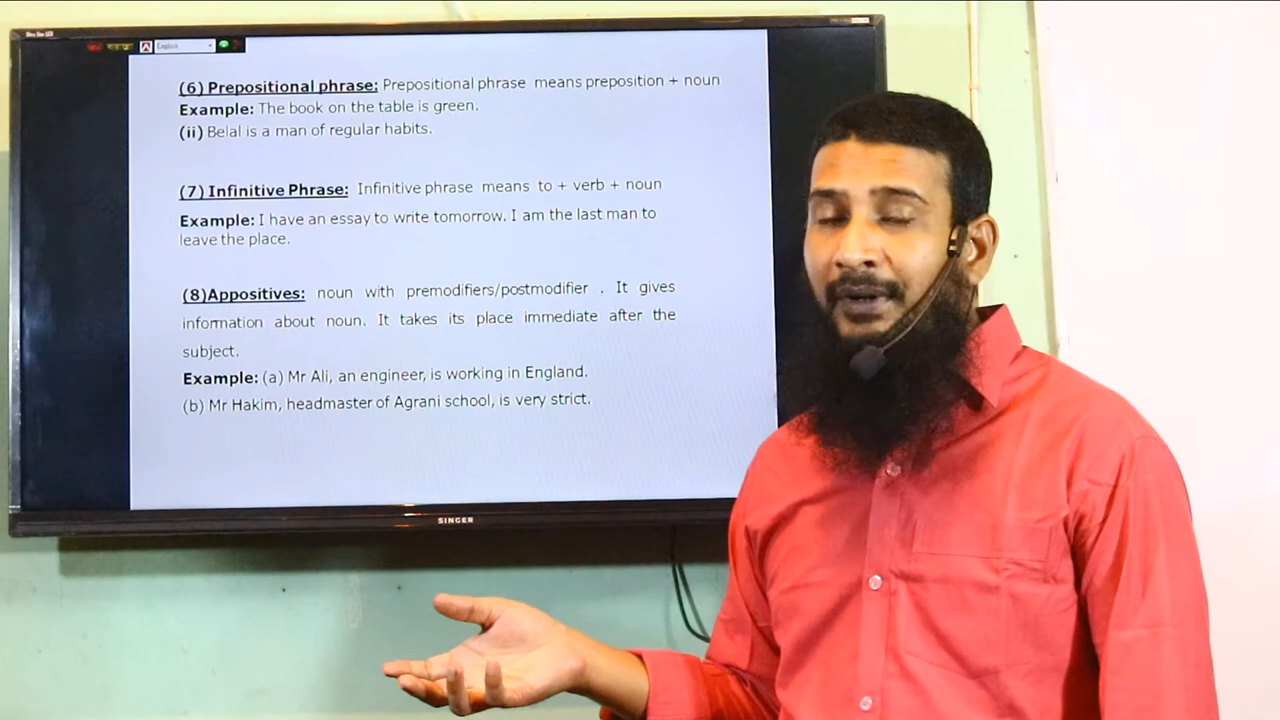 English
(6) Prepositional phrase: Prepositional phrase means preposition + noun
Example: The book on the table is green.
(ii) Belal is a man of regular habits.
(7) Infinitive Phrase: Infinitive phrase means to + verb + noun
Example: I have an essay to write tomorrow. I am the last man to
leave the place.
(8)Appositives: noun with premodifiers/postmodifier . It gives
information about noun. It takes its place immediate after the
subject.
Example: (a) Mr Ali, an engineer, is working in England.
(b) Mr Hakim, headmaster of Agrani school, is very strict.
SINGER